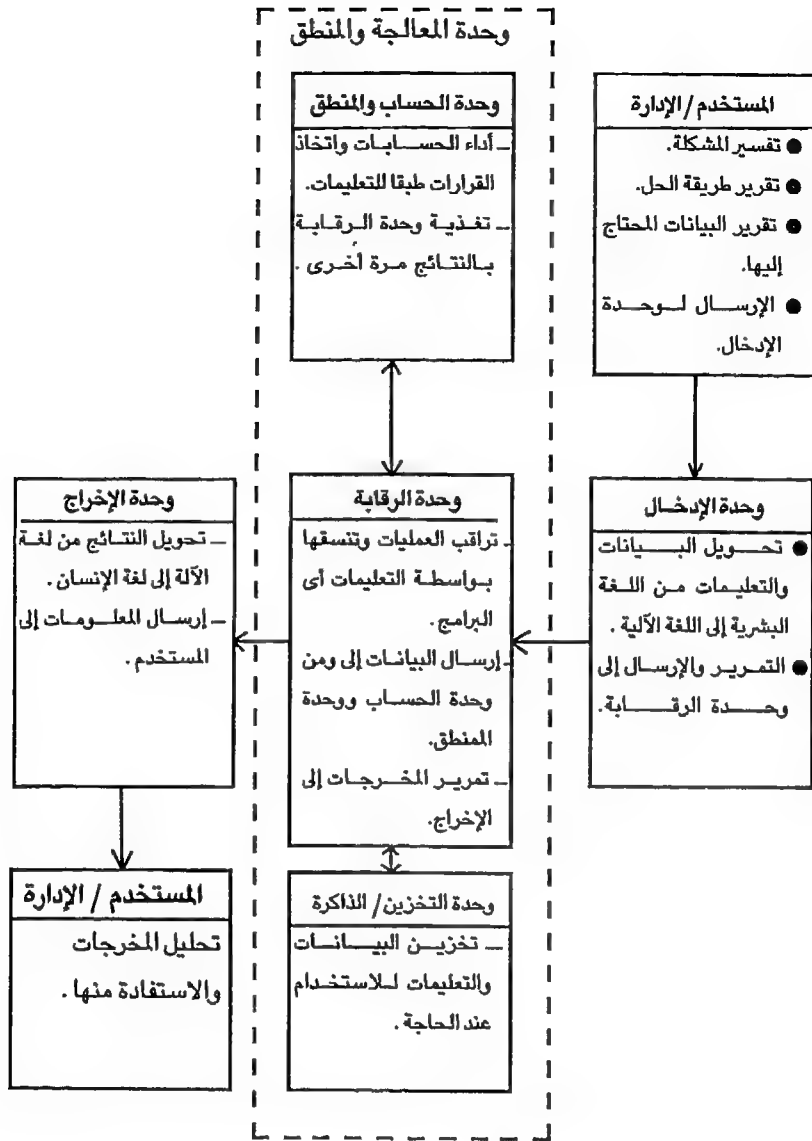 وحدة المعالجة والمنطق
المستخدم / الإدارة
● تفسير المشكلة.
● تقرير طريقة الحل.
● تقرير البيانات المحتاج
إليها.
● الإرسال لوحدة
الإدخال.
وحدة الحساب والمنطق
– أداء الحسابات واتخاذ
القرارات طبقا للتعليمات.
– تغذية وحدة الرقابة
بالنتائج مرة أخرى.
وحدة الإدخال
● تحويل البيانات
والتعليمات من اللغة
البشرية إلى اللغة الآلية.
● التمرير والإرسال إلى
وحدة الرقابة.
وحدة الرقابة
– تراقب العمليات وتنسقها
بواسطة التعليمات أى
البرامج.
– إرسال البيانات إلى ومن
وحدة الحساب ووحدة
الممنطق.
– تمرير المخرجات إلى
الإخراج.
وحدة الإخراج
– تحويل النتائج من لغة
الآلة إلى لغة الإنسان.
– إرسال المعلومات إلى
المستخدم.
وحدة التخزين / الذاكرة
– تخزين البيانات
والتعليمات للاستخدام
عند الحاجة.
المستخدم / الإدارة
تحليل المخرجات
والاستفادة منها.